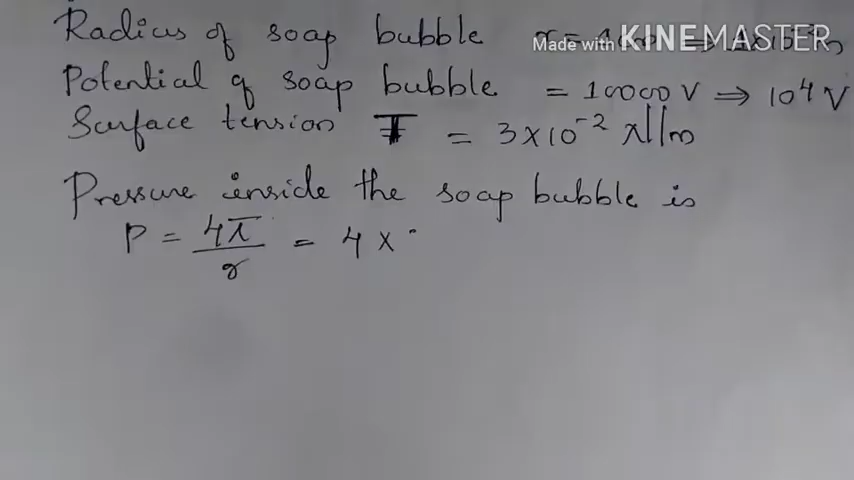 Radius of soap bubble r =
Made with KINEMASTER
Potential of soap bubble = 10000 V ⇒ 10⁴ V
Surface tension T = 3 × 10⁻² N/m
Pressure inside the soap bubble is
P = 4T/r = 4 ×